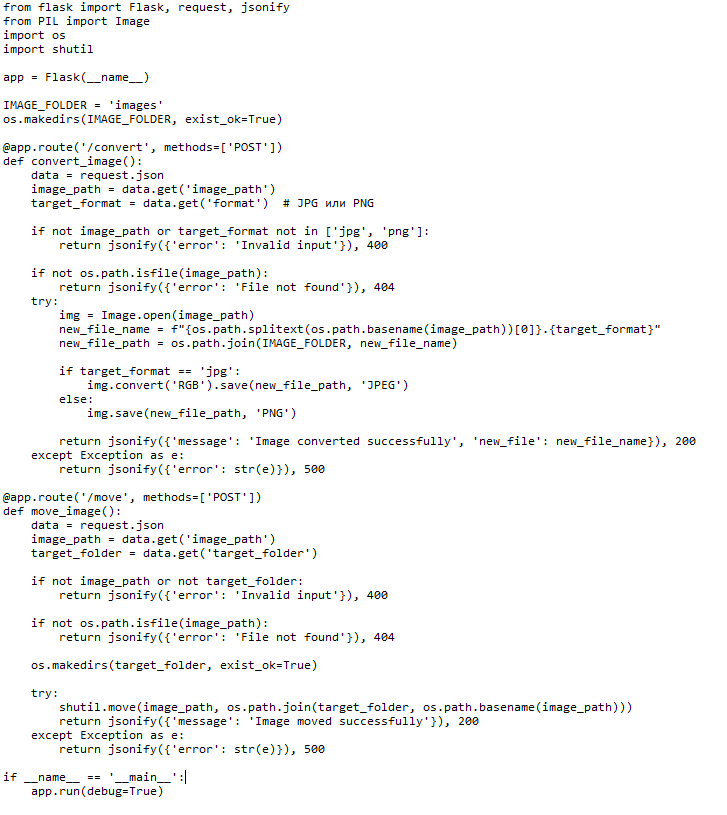 from flask import Flask, request, jsonify
from PIL import Image
import os
import shutil

app = Flask(__name__)

IMAGE_FOLDER = 'images'
os.makedirs(IMAGE_FOLDER, exist_ok=True)

@app.route('/convert', methods=['POST'])
def convert_image():
    data = request.json
    image_path = data.get('image_path')
    target_format = data.get('format')  # JPG или PNG

    if not image_path or target_format not in ['jpg', 'png']:
        return jsonify({'error': 'Invalid input'}), 400

    if not os.path.isfile(image_path):
        return jsonify({'error': 'File not found'}), 404
    try:
        img = Image.open(image_path)
        new_file_name = f"{os.path.splitext(os.path.basename(image_path))[0]}.{target_format}"
        new_file_path = os.path.join(IMAGE_FOLDER, new_file_name)

        if target_format == 'jpg':
            img.convert('RGB').save(new_file_path, 'JPEG')
        else:
            img.save(new_file_path, 'PNG')

        return jsonify({'message': 'Image converted successfully', 'new_file': new_file_name}), 200
    except Exception as e:
        return jsonify({'error': str(e)}), 500

@app.route('/move', methods=['POST'])
def move_image():
    data = request.json
    image_path = data.get('image_path')
    target_folder = data.get('target_folder')

    if not image_path or not target_folder:
        return jsonify({'error': 'Invalid input'}), 400

    if not os.path.isfile(image_path):
        return jsonify({'error': 'File not found'}), 404

    os.makedirs(target_folder, exist_ok=True)

    try:
        shutil.move(image_path, os.path.join(target_folder, os.path.basename(image_path)))
        return jsonify({'message': 'Image moved successfully'}), 200
    except Exception as e:
        return jsonify({'error': str(e)}), 500

if __name__ == '__main__':
    app.run(debug=True)